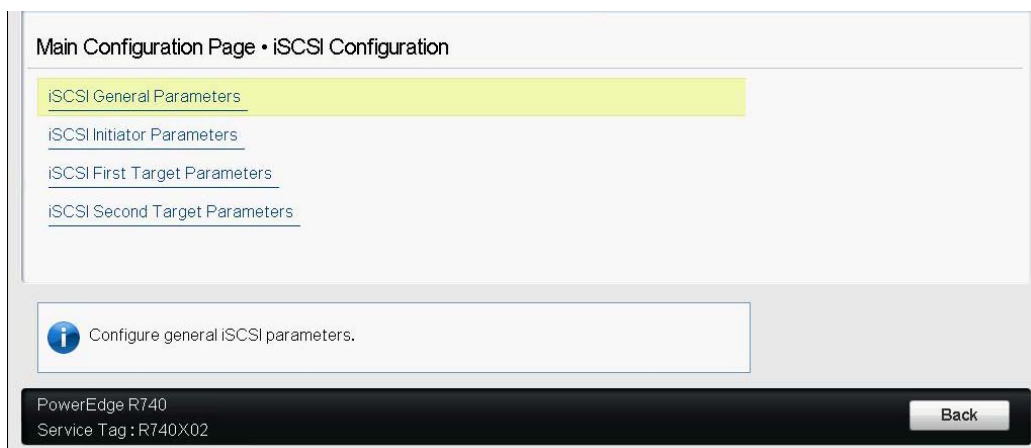 Main Configuration Page • iSCSI Configuration
iSCSI General Parameters
iSCSI Initiator Parameters
iSCSI First Target Parameters
iSCSI Second Target Parameters
Configure general iSCSI parameters.
PowerEdge R740
Service Tag : R740X02
Back